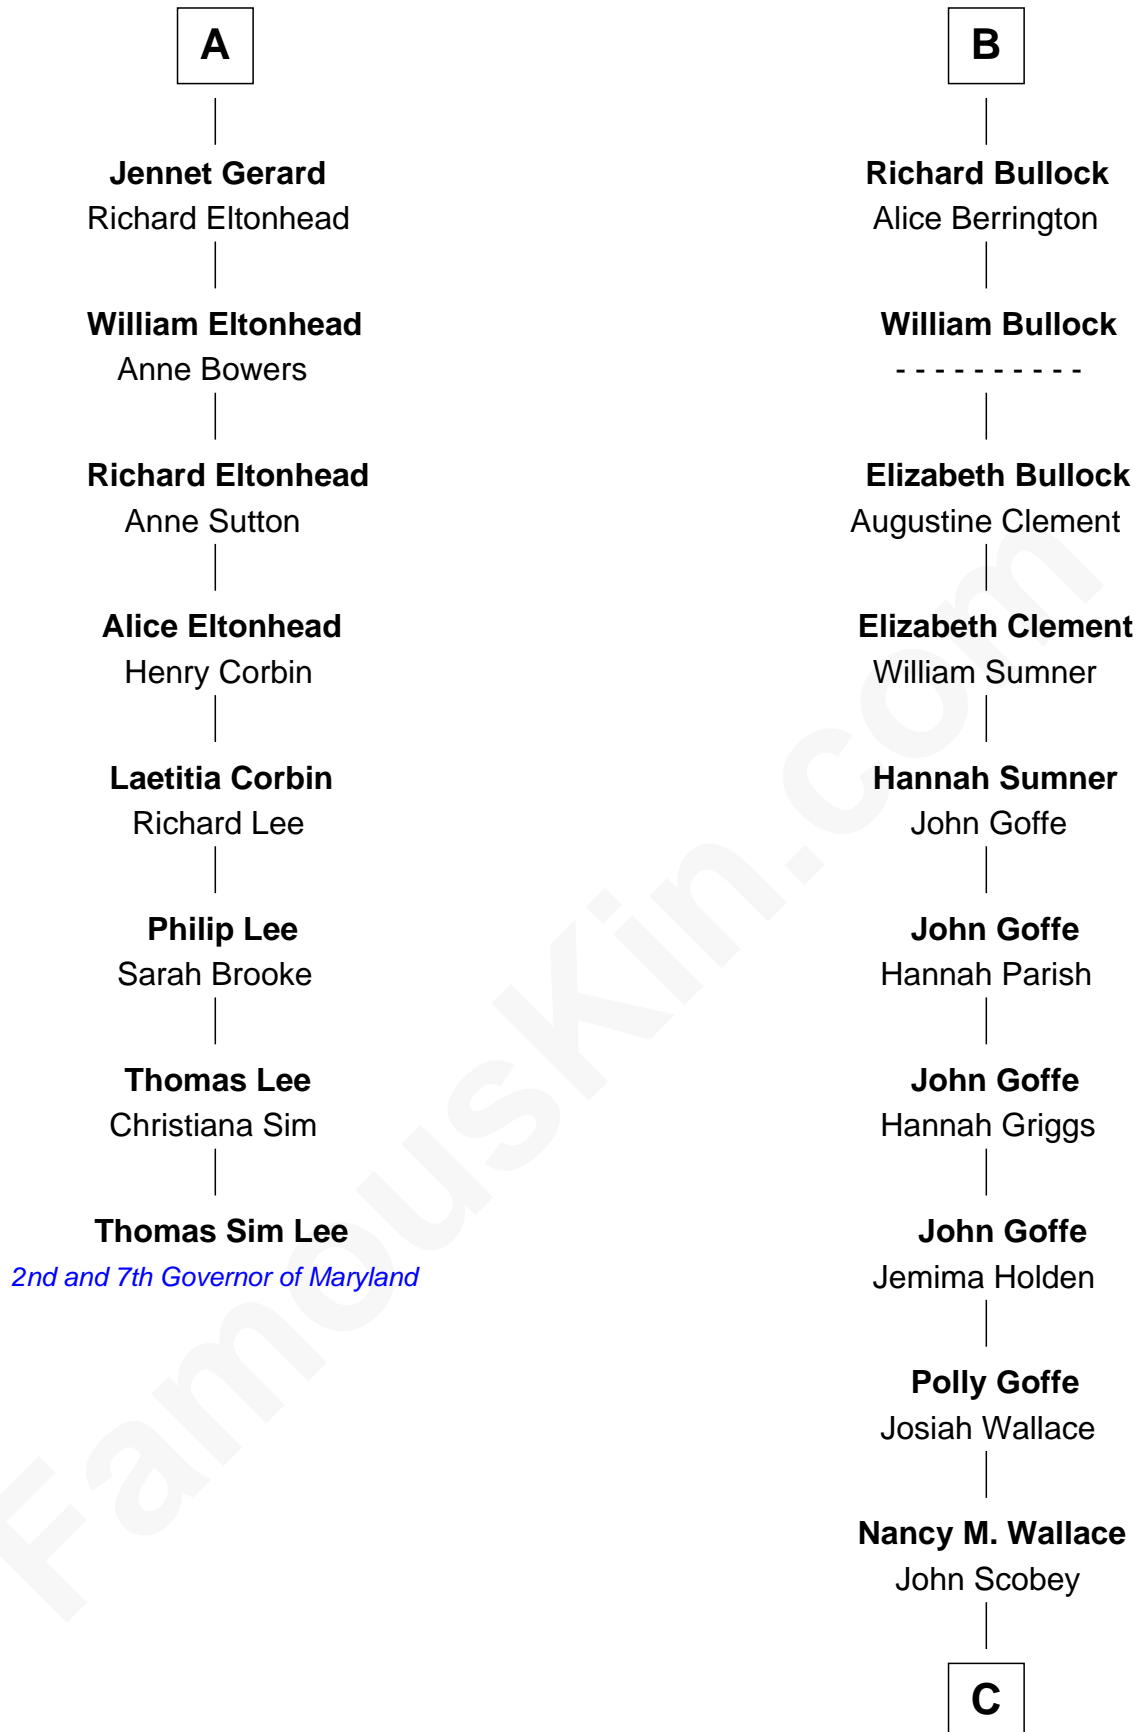 A
Jennet Gerard
Richard Eltonhead
William Eltonhead
Anne Bowers
Richard Eltonhead
Anne Sutton
Alice Eltonhead
Henry Corbin
Laetitia Corbin
Richard Lee
Philip Lee
Sarah Brooke
Thomas Lee
Christiana Sim
Thomas Sim Lee
2nd and 7th Governor of Maryland
B
Richard Bullock
Alice Berrington
William Bullock
- - - - - - - - - -
Elizabeth Bullock
Augustine Clement
Elizabeth Clement
William Sumner
Hannah Sumner
John Goffe
John Goffe
Hannah Parish
John Goffe
Hannah Griggs
John Goffe
Jemima Holden
Polly Goffe
Josiah Wallace
Nancy M. Wallace
John Scobey
C
FamousKin.com